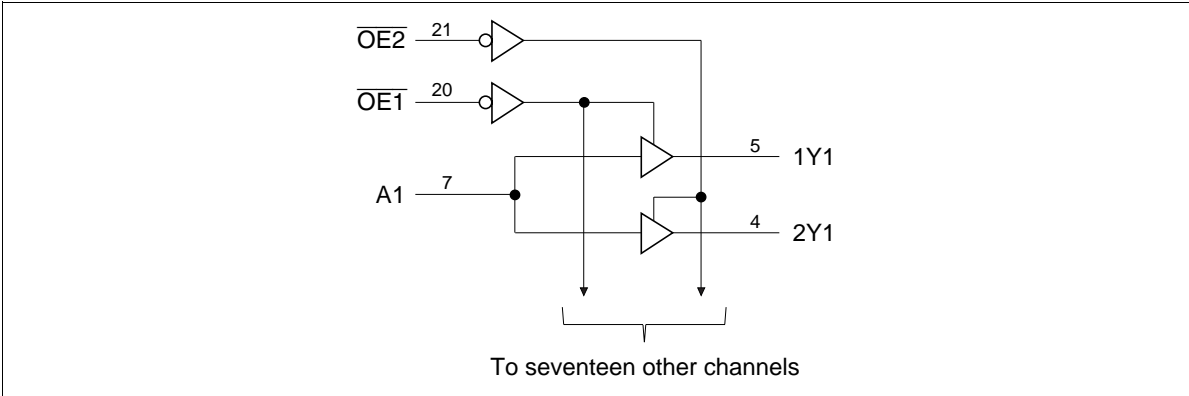 OE2 21
OE1 20
5 1Y1
A1 7
4 2Y1
To seventeen other channels